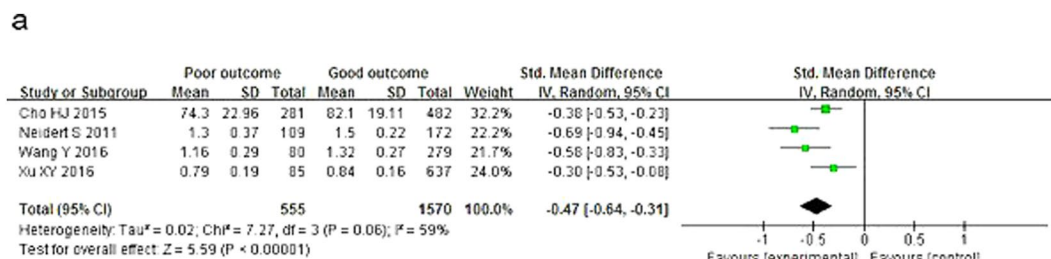 a
Poor outcome Good outcome Std. Mean Difference Std. Mean Difference
Study or Subgroup Mean SD Total Mean SD Total Weight IV, Random, 95% CI IV, Random, 95% CI
Cho HJ 2015 74.3 22.96 281 82.1 19.11 482 32.2% -0.38 [-0.53, -0.23]
Neidert S 2011 1.3 0.37 109 1.5 0.22 172 22.2% -0.69 [-0.94, -0.45]
Wang Y 2016 1.16 0.29 80 1.32 0.27 279 21.7% -0.58 [-0.83, -0.33]
Xu XY 2016 0.79 0.19 85 0.84 0.16 637 24.0% -0.30 [-0.53, -0.08]
Total (95% CI) 555 1570 100.0% -0.47 [-0.64, -0.31]
Heterogeneity: Tau² = 0.02; Chi² = 7.27, df = 3 (P = 0.06); I² = 59%
Test for overall effect: Z = 5.59 (P < 0.00001)
-1 -0.5 0 0.5 1
Favours [experimental] Favours [control]